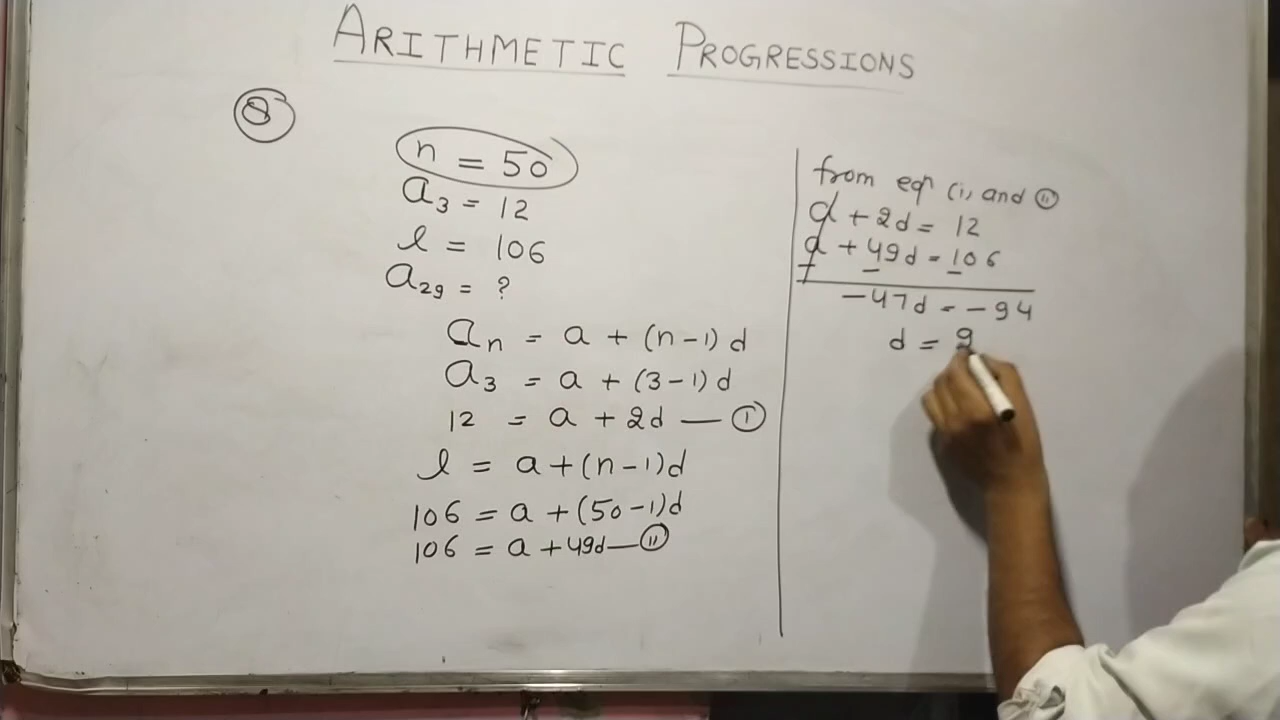 ARITHMETIC PROGRESSIONS
8
n = 50
a₃ = 12
l = 106
a₂₉ = ?
aₙ = a + (n-1)d
a₃ = a + (3-1)d
12 = a + 2d — (i)
l = a + (n-1)d
106 = a + (50-1)d
106 = a + 49d — (ii)
from eqn (i) and (ii)
a + 2d = 12
a + 49d = 106
- - -
-47d = -94
d = 2